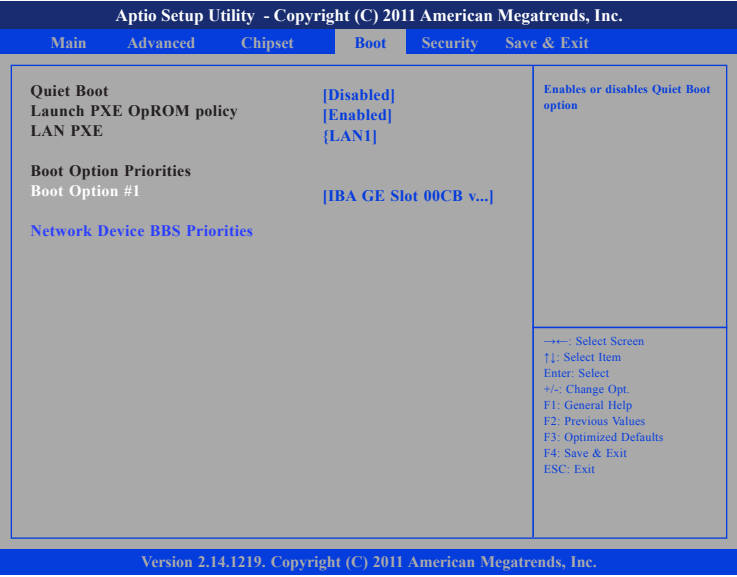 Aptio Setup Utility - Copyright (C) 2011 American Megatrends, Inc.
Main Advanced Chipset Boot Security Save & Exit
Quiet Boot [Disabled]
Launch PXE OpROM policy [Enabled]
LAN PXE {LAN1]
Boot Option Priorities
Boot Option #1 [IBA GE Slot 00CB v...]
Network Device BBS Priorities
Enables or disables Quiet Boot
option
→←: Select Screen
↑↓: Select Item
Enter: Select
+/-: Change Opt.
F1: General Help
F2: Previous Values
F3: Optimized Defaults
F4: Save & Exit
ESC: Exit
Version 2.14.1219. Copyright (C) 2011 American Megatrends, Inc.